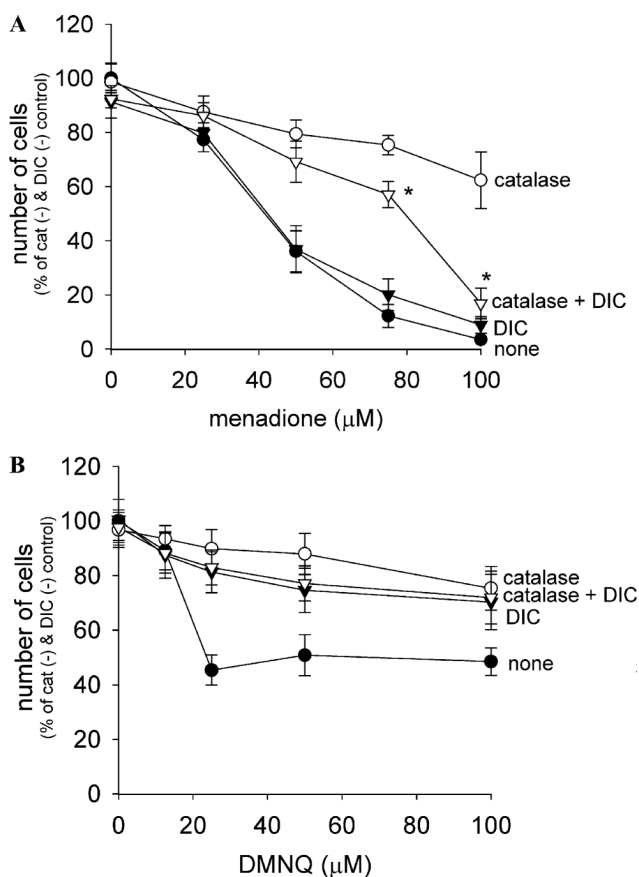 A
120
100
80
60
40
20
0
number of cells
(% of cat (-) & DIC (-) control)
*
*
catalase
catalase + DIC
DIC
none
0 20 40 60 80 100
menadione (μM)
B
120
100
80
60
40
20
0
number of cells
(% of cat (-) & DIC (-) control)
catalase
catalase + DIC
DIC
none
0 20 40 60 80 100
DMNQ (μM)